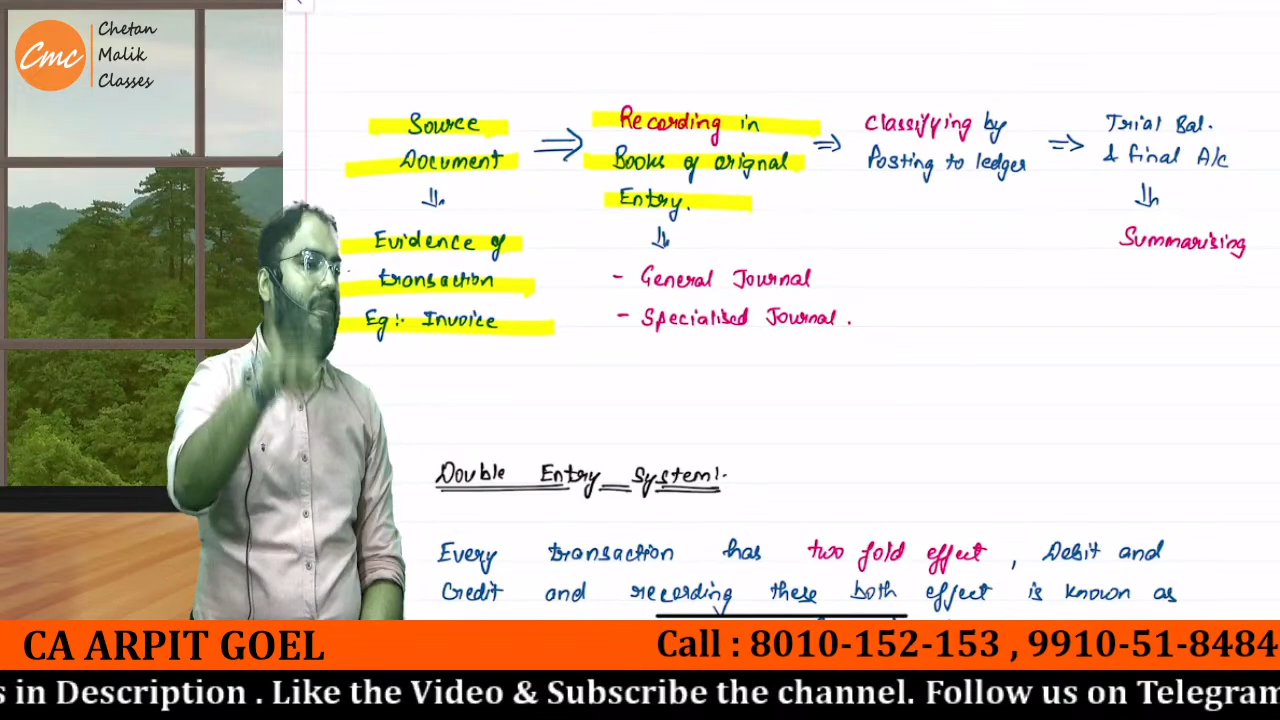 Chetan
Malik
Classes
Cmc
Source
Document
Evidence of
transaction
Eg:- Invoice
Recording in
Books of orignal
Entry.
- General Journal
- Specialised Journal.
Classifying by
Posting to ledger
Trial Bal.
& final A/c
Summarising
Double Entry System:-
Every transaction has two fold effect, Debit and
Credit and recording these both effect is known as
CA ARPIT GOEL
Call : 8010-152-153 , 9910-51-8484
s in Description . Like the Video & Subscribe the channel. Follow us on Telegram